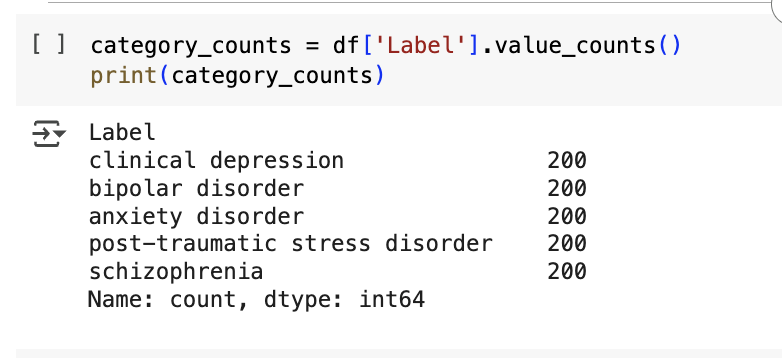 [ ] category_counts = df['Label'].value_counts()
print(category_counts)
Label
clinical depression 200
bipolar disorder 200
anxiety disorder 200
post-traumatic stress disorder 200
schizophrenia 200
Name: count, dtype: int64